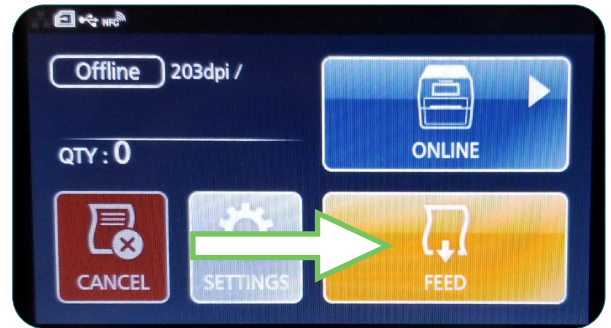 NFC
Offline 203dpi /
ONLINE
QTY : 0
CANCEL
SETTINGS
FEED